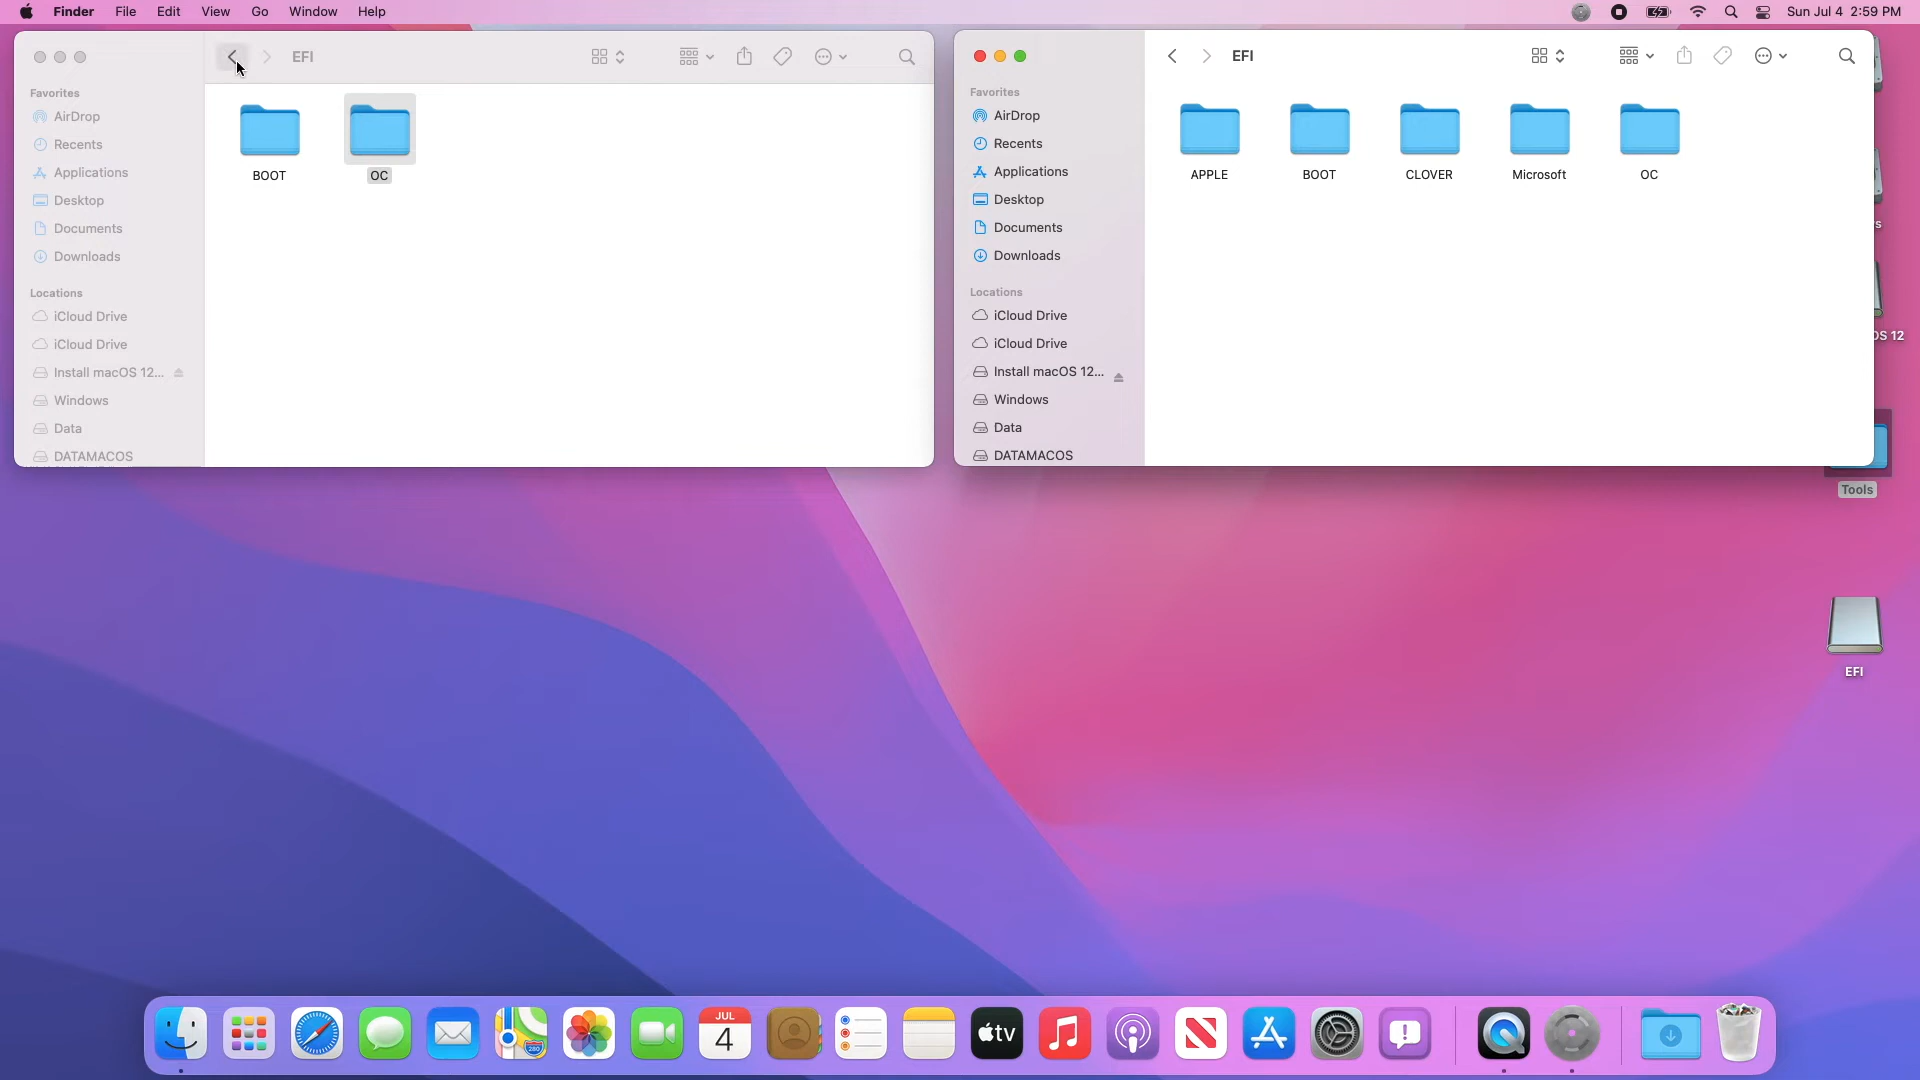 Finder File Edit View Go Window Help
Sun Jul 4 2:59 PM
EFI
Favorites
AirDrop
Recents
Applications
Desktop
Documents
Downloads
Locations
iCloud Drive
iCloud Drive
Install macOS 12...
Windows
Data
DATAMACOS
BOOT
OC
EFI
Favorites
AirDrop
Recents
Applications
Desktop
Documents
Downloads
Locations
iCloud Drive
iCloud Drive
Install macOS 12...
Windows
Data
DATAMACOS
APPLE
BOOT
CLOVER
Microsoft
OC
s
OS 12
Tools
EFI
JUL
4
280
tv